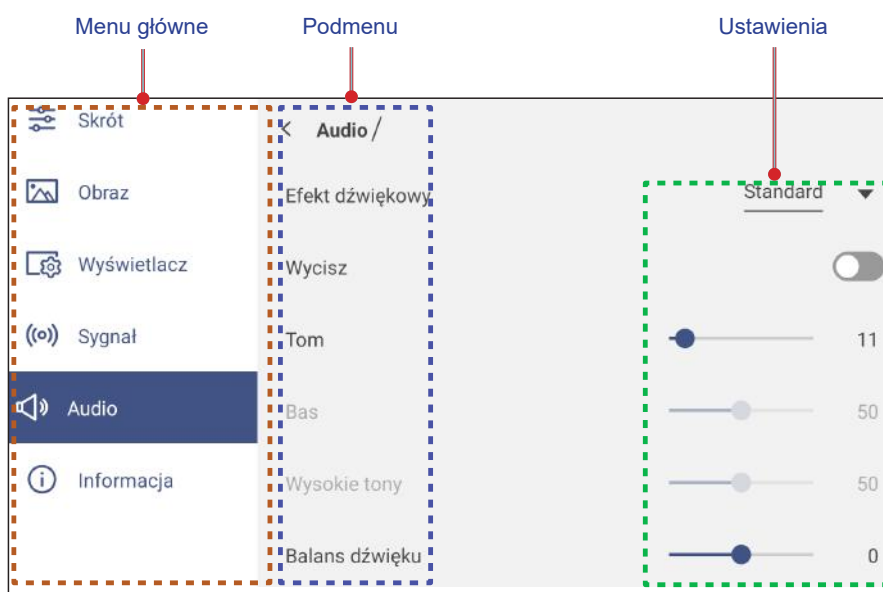 Menu główne Podmenu Ustawienia
Skrót
Obraz
Wyświetlacz
Sygnał
Audio
Informacja
< Audio /
Efekt dźwiękowy Standard
Wycisz
Tom 11
Bas 50
Wysokie tony 50
Balans dźwięku 0